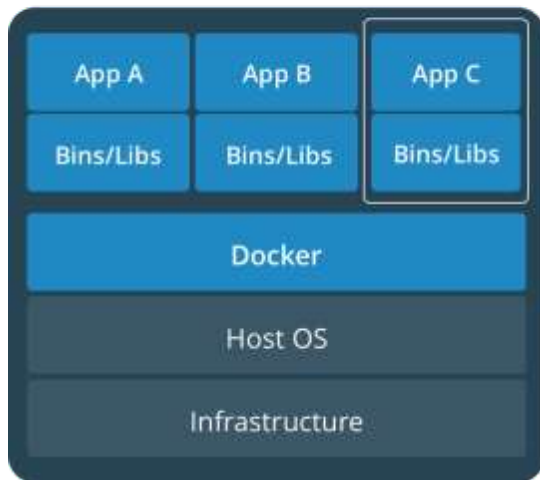 App A App B App C
Bins/Libs Bins/Libs Bins/Libs
Docker
Host OS
Infrastructure